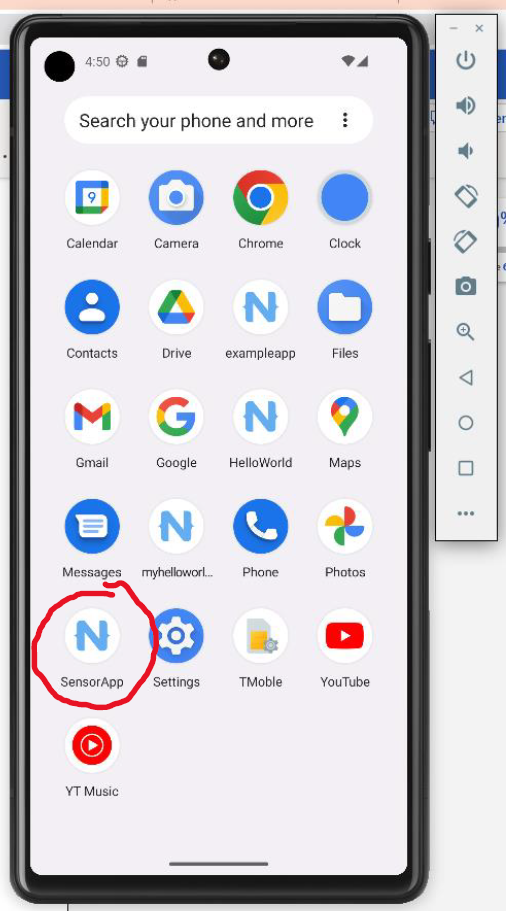 4:50
Search your phone and more
9
Calendar Camera Chrome Clock
Contacts Drive exampleapp Files
Gmail Google HelloWorld Maps
Messages myhelloworl... Phone Photos
SensorApp Settings TMoble YouTube
YT Music